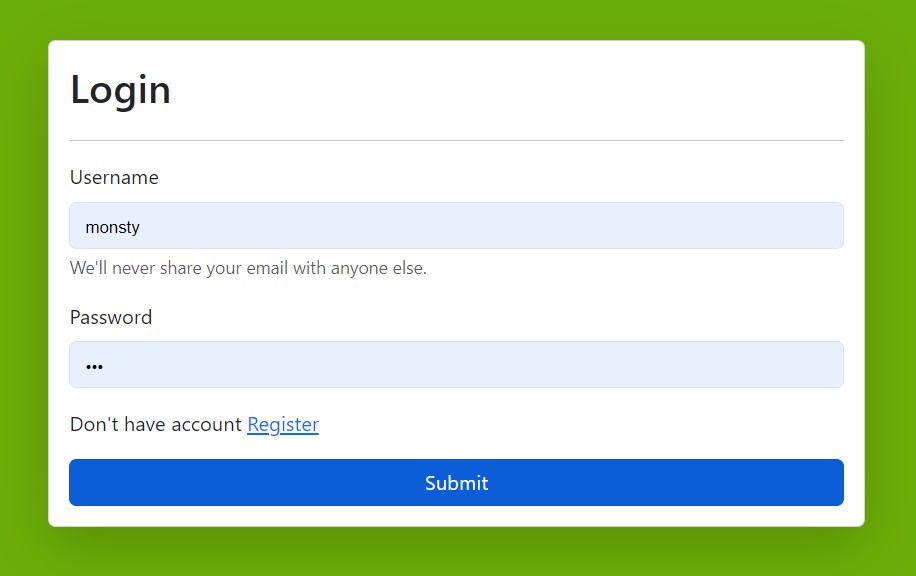 Login
Username
monsty
We'll never share your email with anyone else.
Password
•••
Don't have account Register
Submit